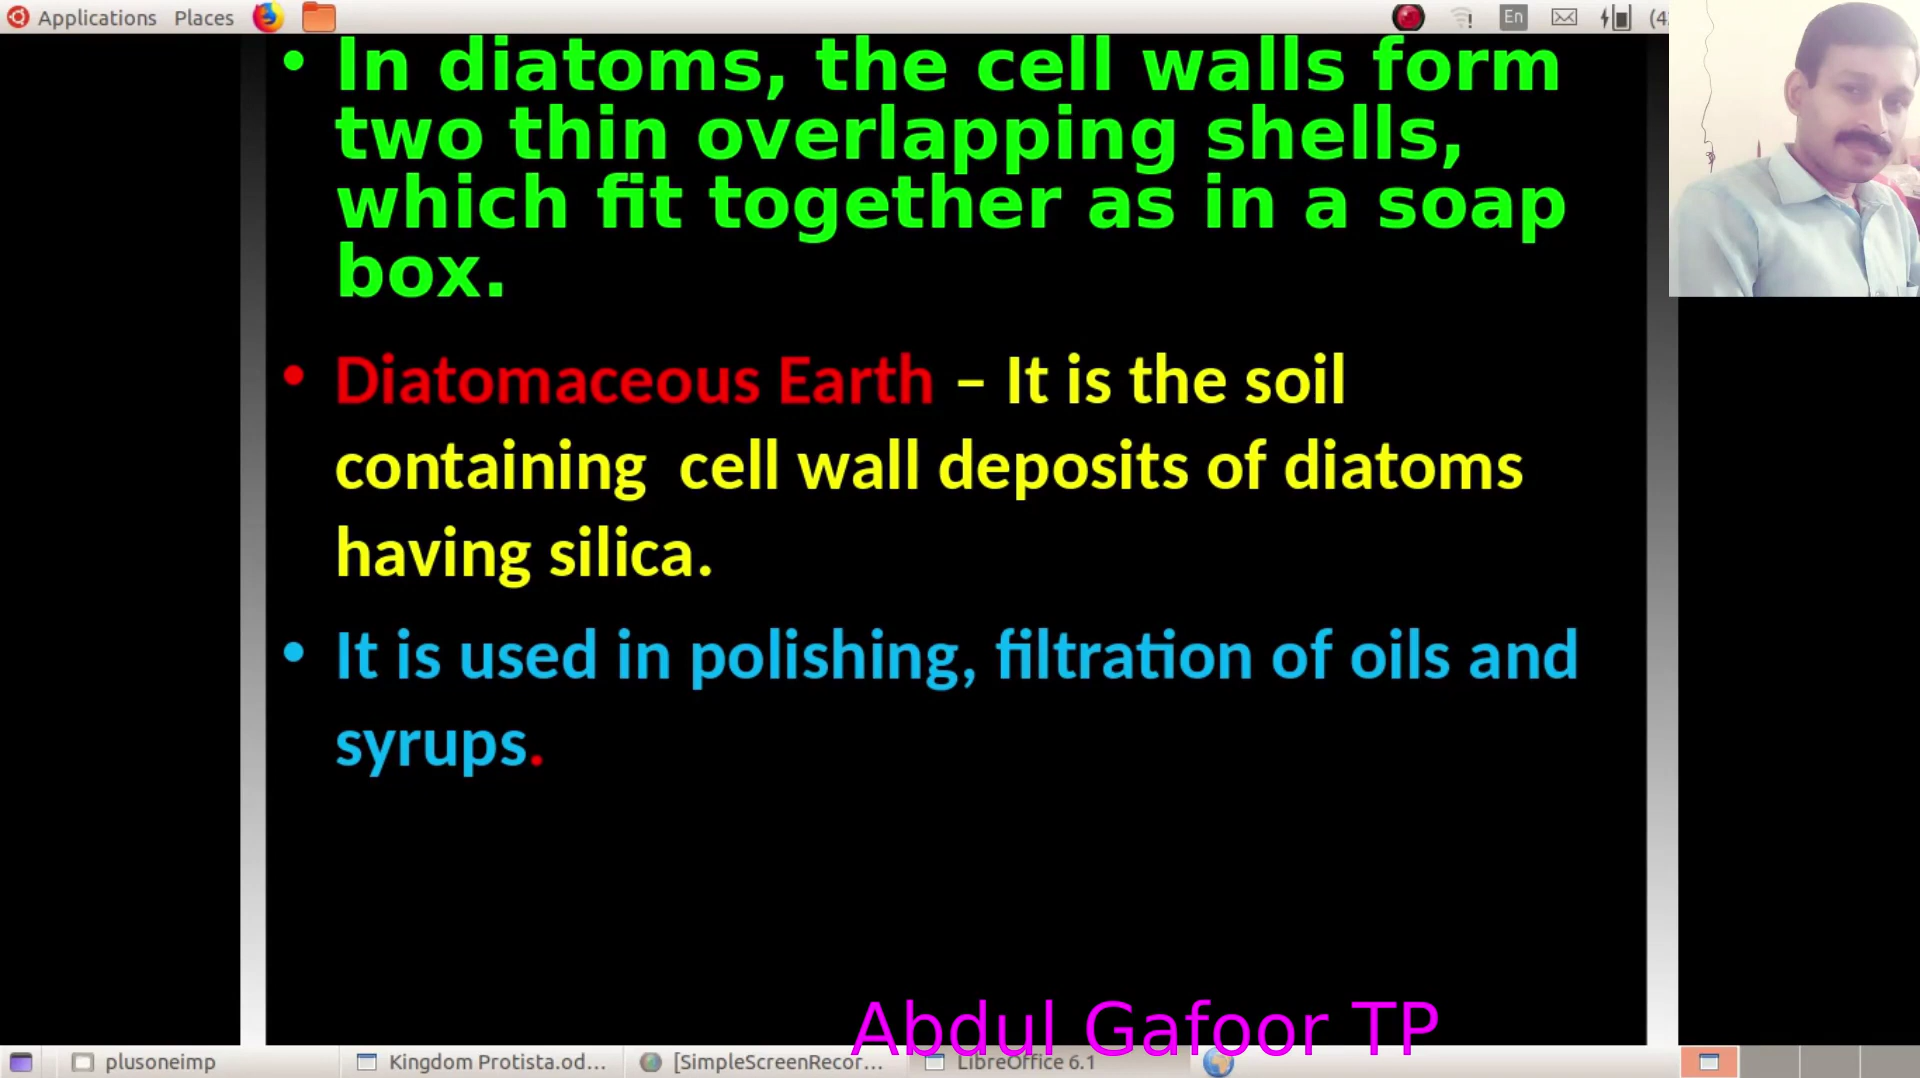 Applications Places En (4
• In diatoms, the cell walls form
two thin overlapping shells,
which fit together as in a soap
box.
• Diatomaceous Earth – It is the soil
containing cell wall deposits of diatoms
having silica.
• It is used in polishing, filtration of oils and
syrups.
Abdul Gafoor TP
plusoneimp Kingdom Protista.od... [SimpleScreenRecor... LibreOffice 6.1